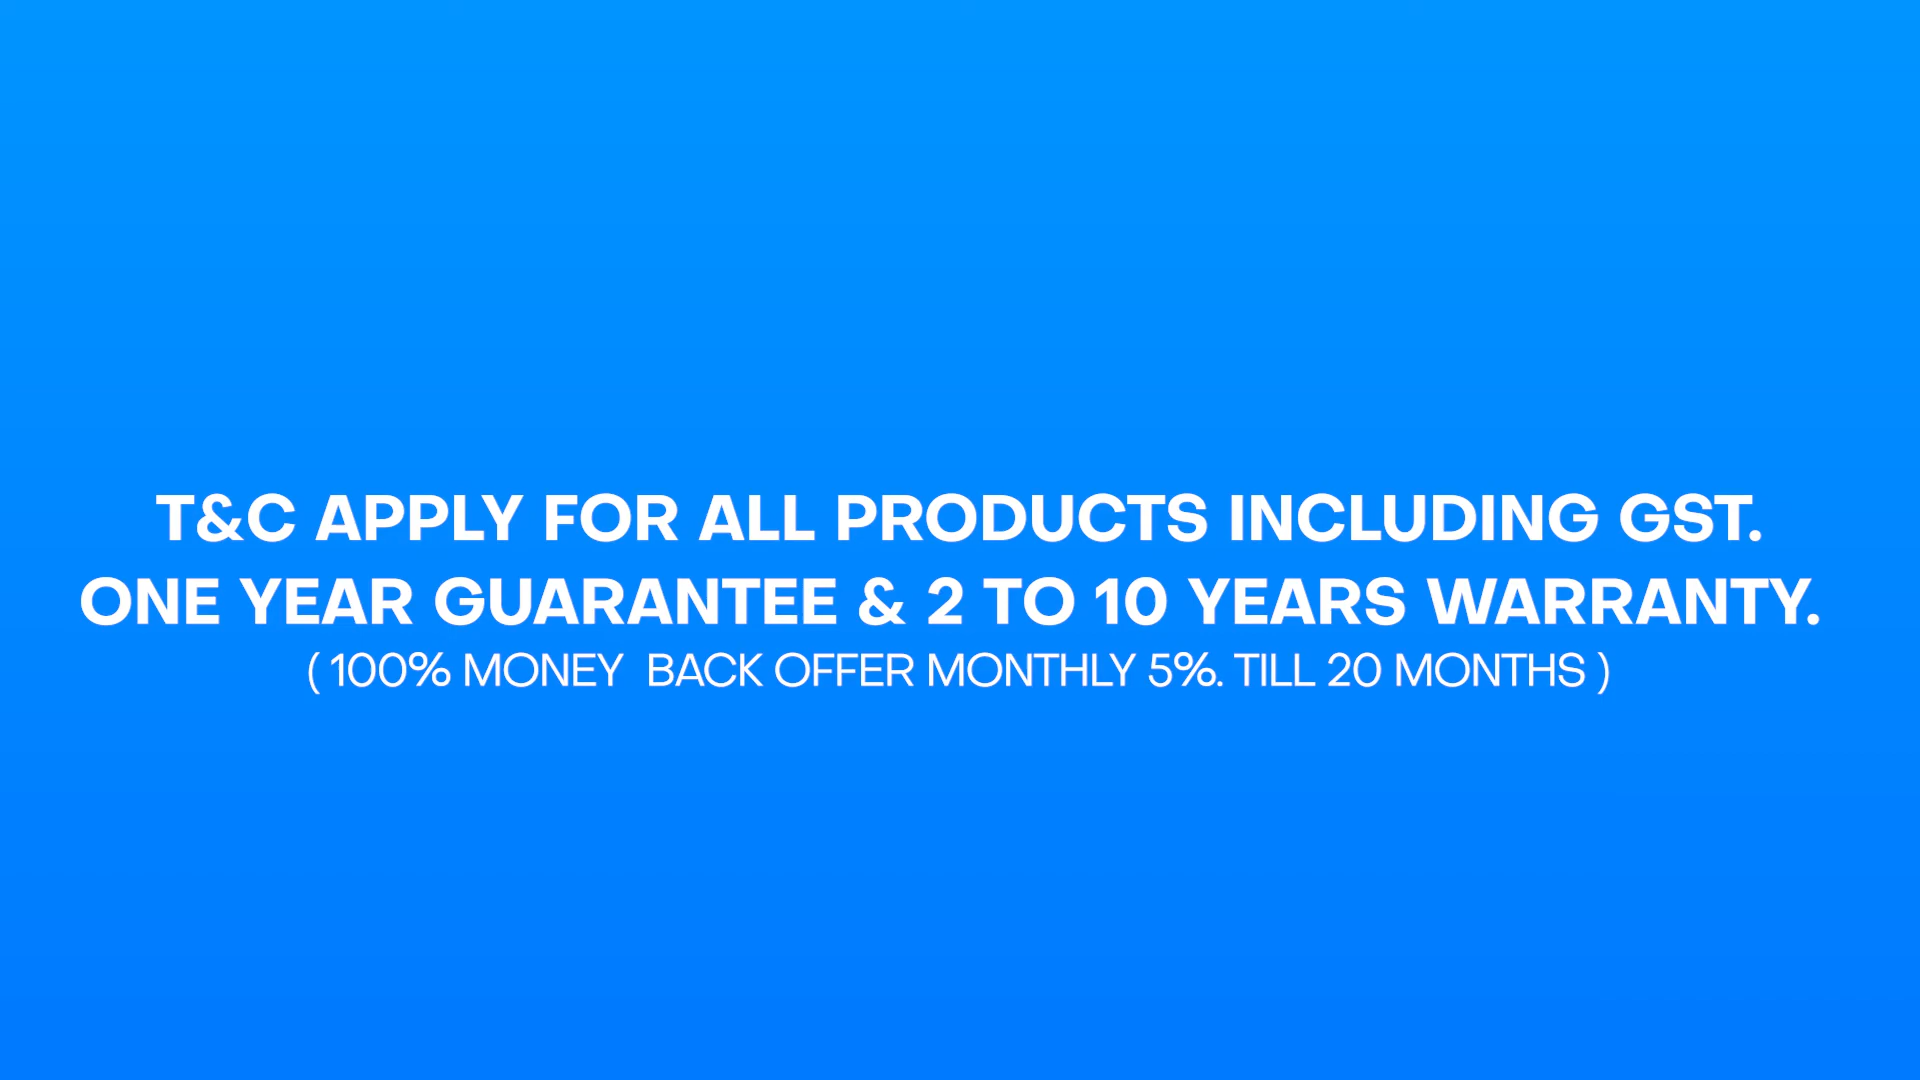 T&C APPLY FOR ALL PRODUCTS INCLUDING GST.
ONE YEAR GUARANTEE & 2 TO 10 YEARS WARRANTY.
( 100% MONEY  BACK OFFER MONTHLY 5%. TILL 20 MONTHS )